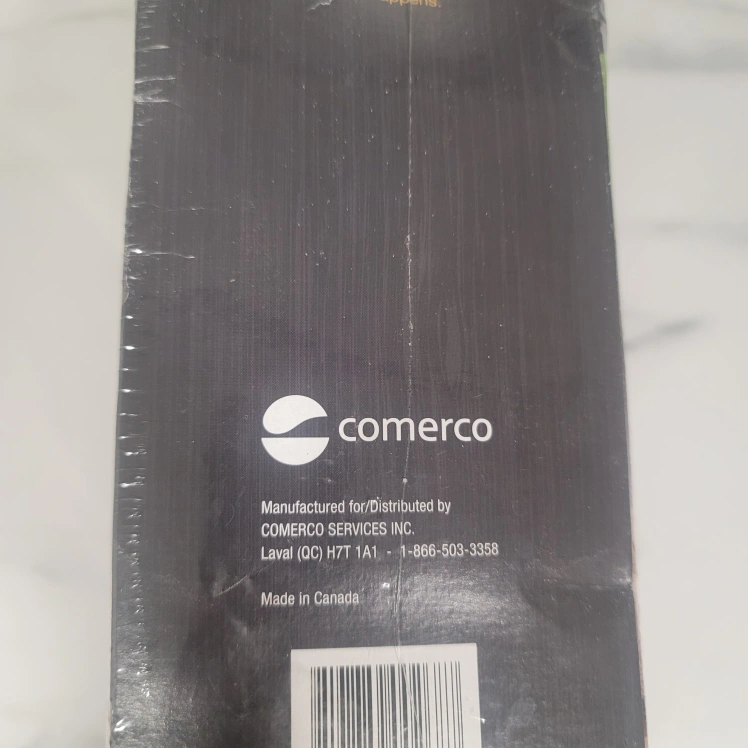 comerco
Manufactured for/Distributed by
COMERCO SERVICES INC.
Laval (QC) H7T 1A1 - 1-866-503-3358
Made in Canada